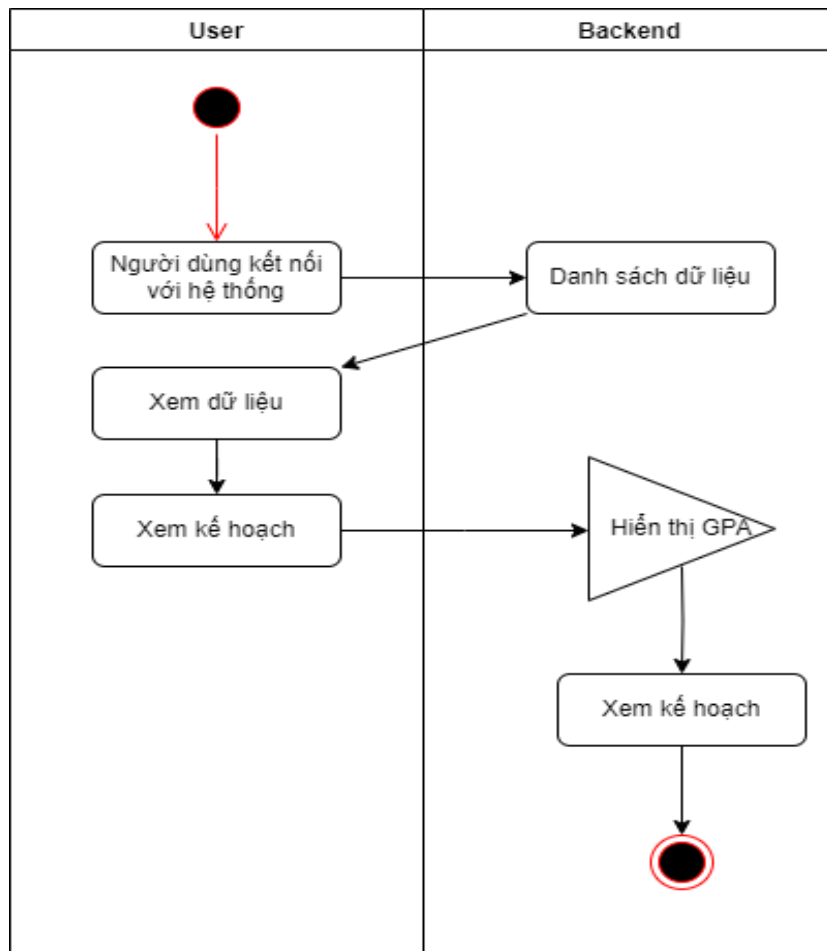 User
Backend
Người dùng kết nối
với hệ thống
Danh sách dữ liệu
Xem dữ liệu
Xem kế hoạch
Hiển thị GPA
Xem kế hoạch